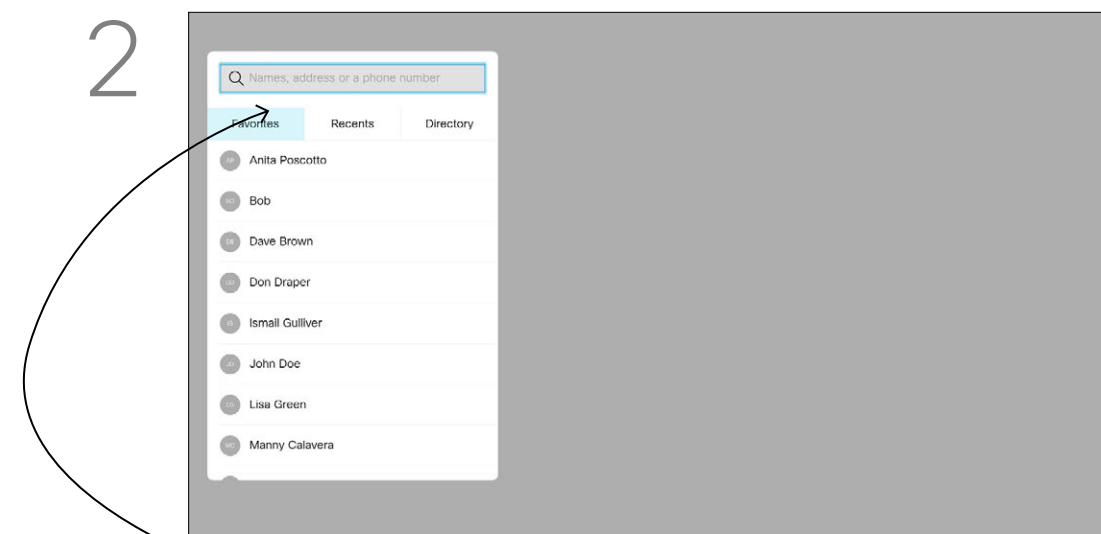 2
Names, address or a phone number
Favorites Recents Directory
Anita Poscotto
Bob
Dave Brown
Don Draper
Ismail Gulliver
John Doe
Lisa Green
Manny Calavera